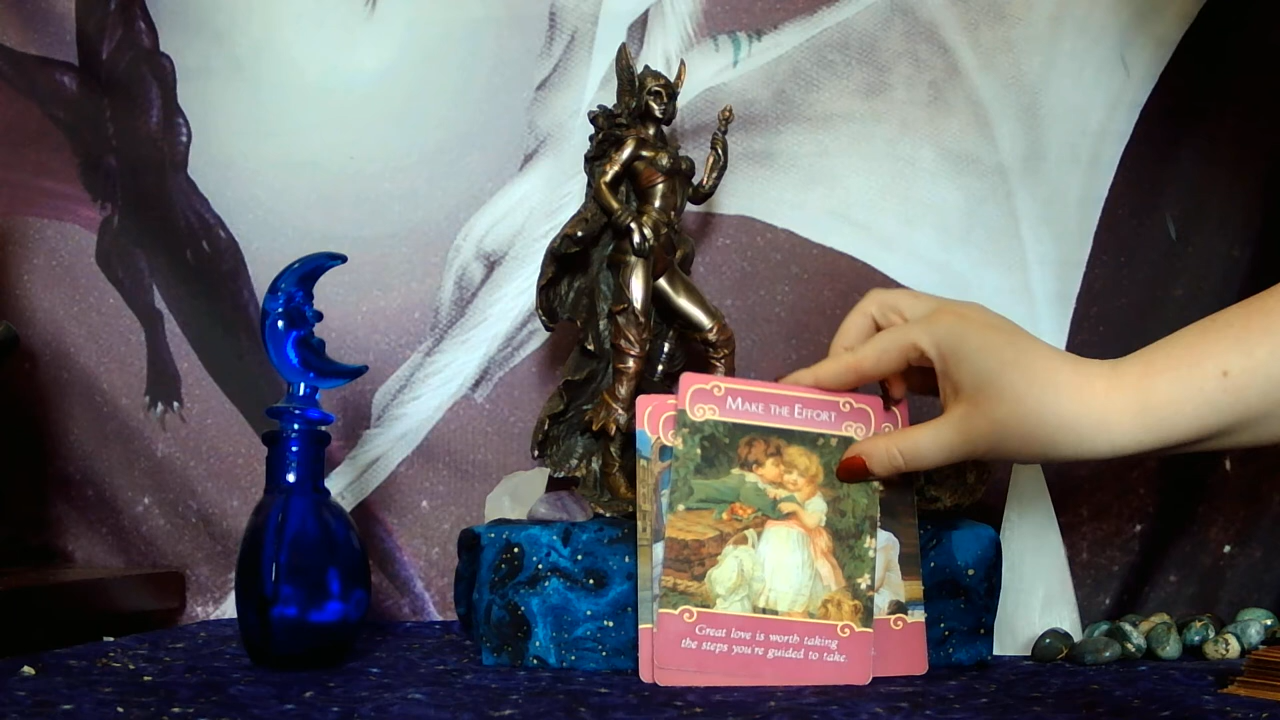 MAKE THE EFFORT
Great love is worth taking
the steps you're guided to take.